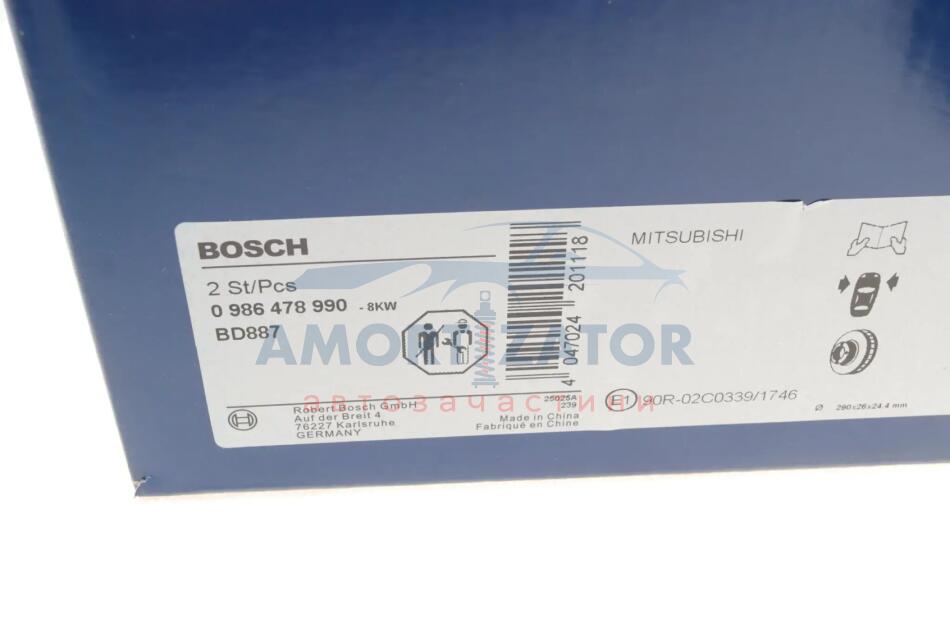 BOSCH
2 St/Pcs
0 986 478 990 - 8KW
BD887
Robert Bosch GmbH
Auf der Breit 4
76227 Karlsruhe
GERMANY
25025A
239
Made in China
Fabriqué en Chine
4 047024 201118
MITSUBISHI
E1 90R-02C0339/1746
Ø 290x26x24.4 mm
AMORTIZATOR
автозапчастини